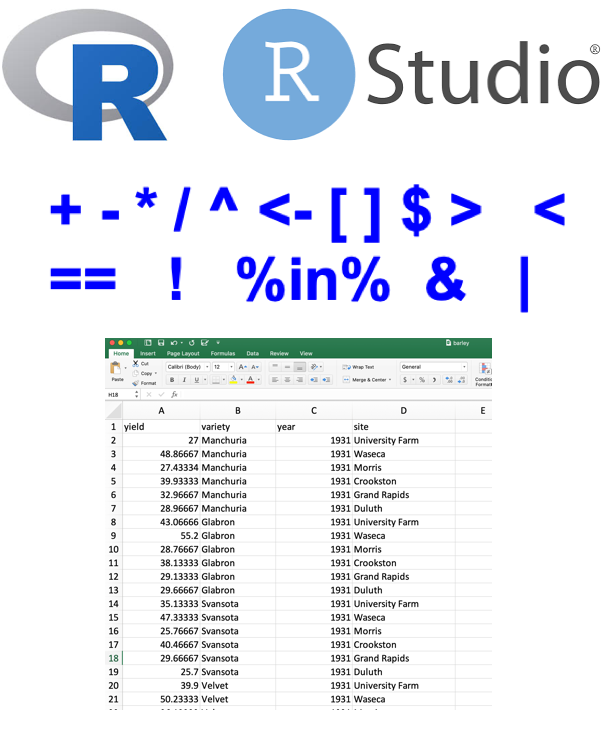 R
R Studio®
+ - * / ^ <- [ ] $ > <
== ! %in% & |
barley
Home Insert Page Layout Formulas Data Review View
Paste
Cut
Copy
Format
Calibri (Body) 12 A A
B I U A
Wrap Text
Merge & Center
General
$ % )
Conditic
Formatt
H18 fx
A B C D E
1 yield variety year site
2 27 Manchuria 1931 University Farm
3 48.86667 Manchuria 1931 Waseca
4 27.43334 Manchuria 1931 Morris
5 39.93333 Manchuria 1931 Crookston
6 32.96667 Manchuria 1931 Grand Rapids
7 28.96667 Manchuria 1931 Duluth
8 43.06666 Glabron 1931 University Farm
9 55.2 Glabron 1931 Waseca
10 28.76667 Glabron 1931 Morris
11 38.13333 Glabron 1931 Crookston
12 29.13333 Glabron 1931 Grand Rapids
13 29.66667 Glabron 1931 Duluth
14 35.13333 Svansota 1931 University Farm
15 47.33333 Svansota 1931 Waseca
16 25.76667 Svansota 1931 Morris
17 40.46667 Svansota 1931 Crookston
18 29.66667 Svansota 1931 Grand Rapids
19 25.7 Svansota 1931 Duluth
20 39.9 Velvet 1931 University Farm
21 50.23333 Velvet 1931 Waseca